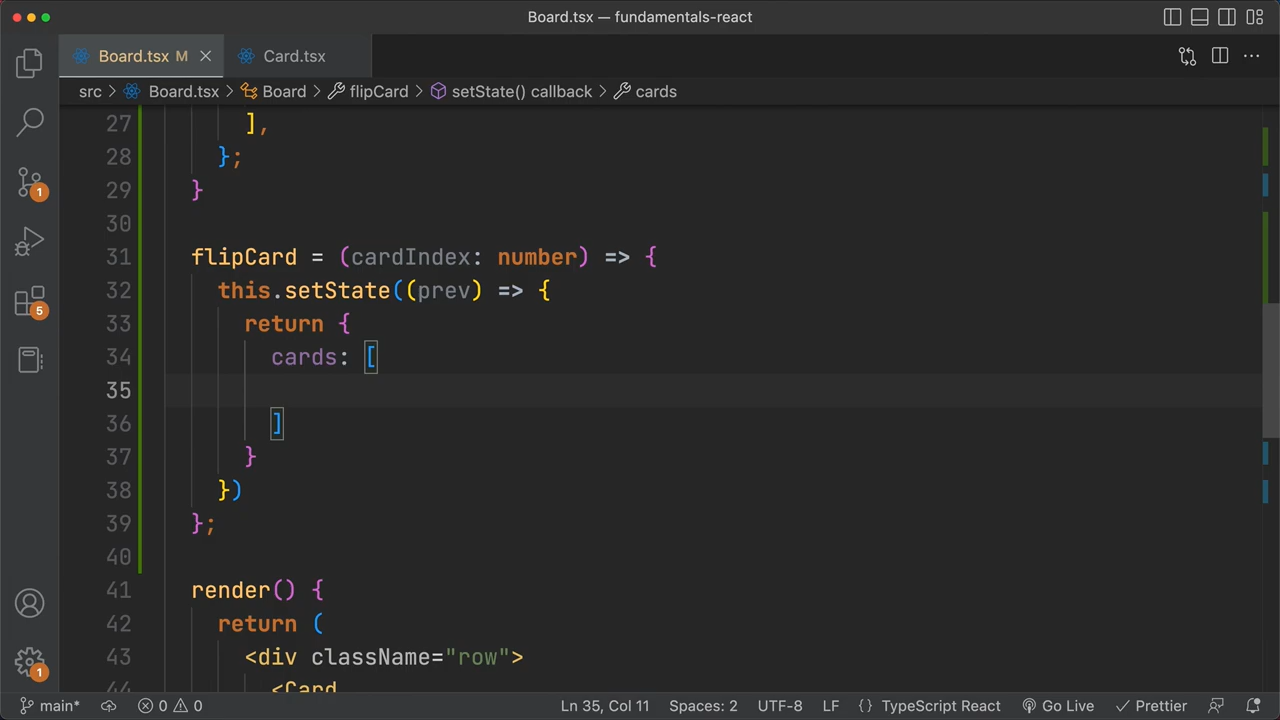 Board.tsx — fundamentals-react
Board.tsx M Card.tsx
src > Board.tsx > Board > flipCard > setState() callback > cards
27 ],
28 };
29 }
30
31 flipCard = (cardIndex: number) => {
32 this.setState((prev) => {
33 return {
34 cards: [
35
36 ]
37 }
38 })
39 };
40
41 render() {
42 return (
43 <div className="row">
44 <Card
1
5
1
main* 0 0 Ln 35, Col 11 Spaces: 2 UTF-8 LF {} TypeScript React Go Live Prettier